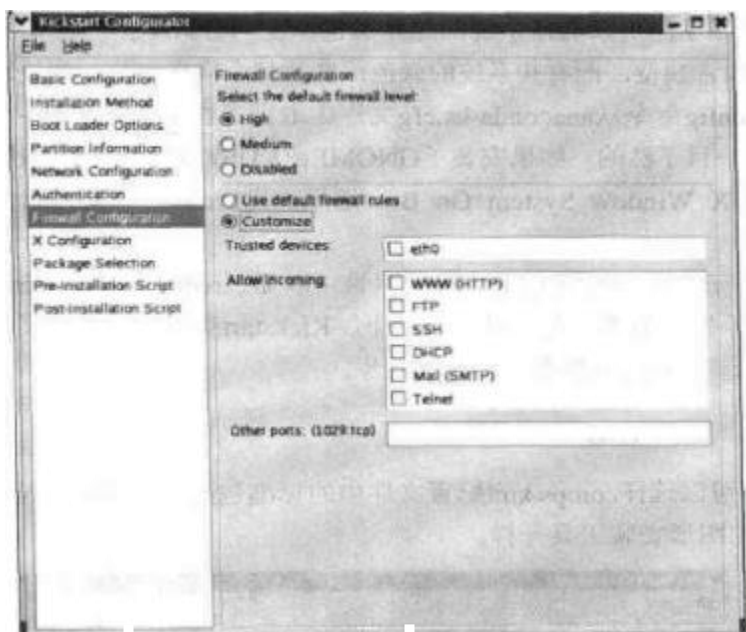 Kickstart Configurator
File Help
Basic Configuration
Installation Method
Boot Loader Options
Partition Information
Network Configuration
Authentication
Firewall Configuration
X Configuration
Package Selection
Pre-Installation Script
Post-Installation Script
Firewall Configuration
Select the default firewall level:
High
Medium
Disabled
Use default firewall rules
Customize
Trusted devices:
eth0
Allow incoming:
WWW (HTTP)
FTP
SSH
DHCP
Mail (SMTP)
Telnet
Other ports: (1029:tcp)